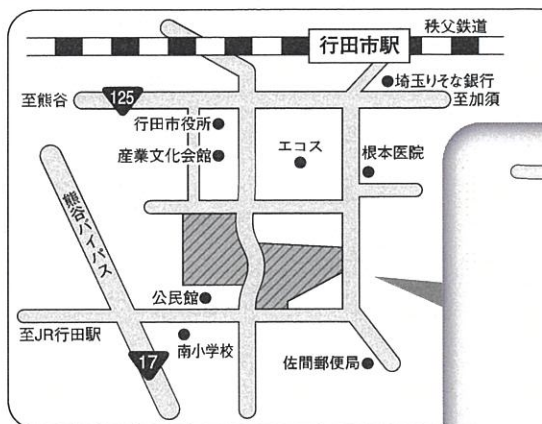 秩父鉄道
行田市駅
埼玉りそな銀行
至熊谷
125
至加須
行田市役所
産業文化会館
エコス
根本医院
熊谷バイパス
公民館
至JR行田駅
南小学校
17
佐間郵便局